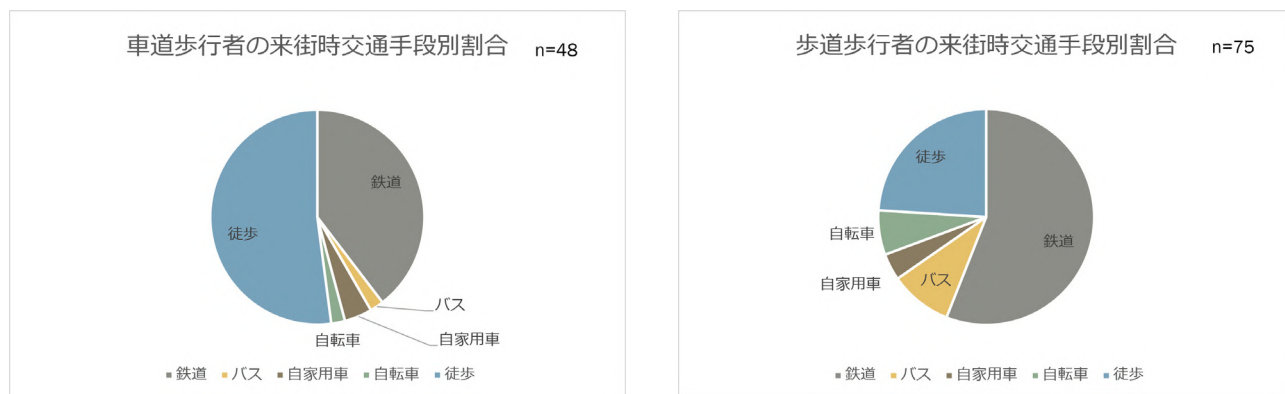 車道歩行者の来街時交通手段別割合 n=48
鉄道
徒歩
バス
自転車
自家用車
■鉄道 ■バス ■自家用車 ■自転車 ■徒歩
歩道歩行者の来街時交通手段別割合 n=75
徒歩
自転車
鉄道
自家用車
バス
■鉄道 ■バス ■自家用車 ■自転車 ■徒歩